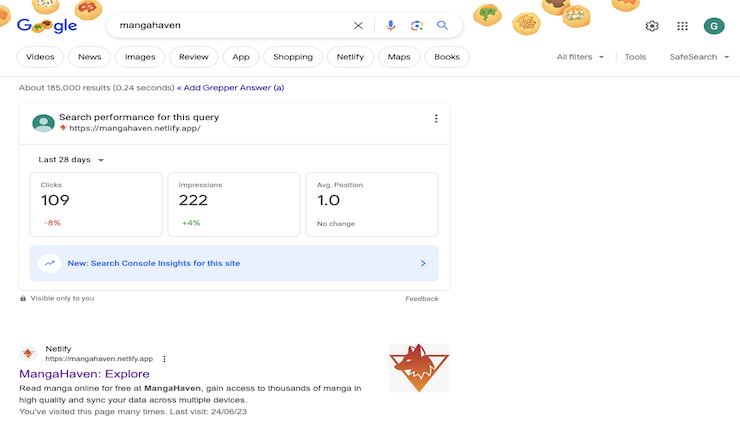 Google
mangahaven
G
Videos News Images Review App Shopping Netlify Maps Books All filters Tools SafeSearch
About 185,000 results (0.24 seconds) « Add Grepper Answer (a)
Search performance for this query
https://mangahaven.netlify.app/
Last 28 days
Clicks Impressions Avg. Position
109 222 1.0
-8% +4% No change
New: Search Console Insights for this site
Visible only to you Feedback
Netlify
https://mangahaven.netlify.app
MangaHaven: Explore
Read manga online for free at MangaHaven, gain access to thousands of manga in
high quality and sync your data across multiple devices.
You've visited this page many times. Last visit: 24/06/23